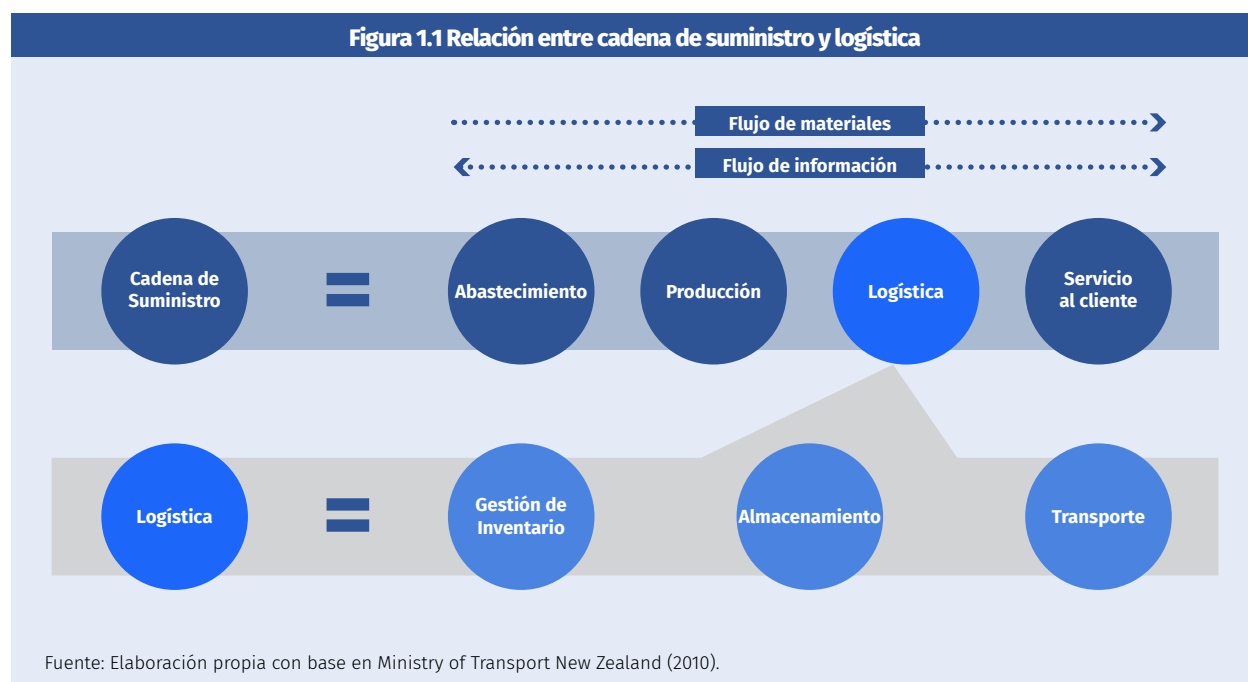 Figura 1.1 Relación entre cadena de suministro y logística
Flujo de materiales
Flujo de información
Cadena de
Suministro
=
Abastecimiento
Producción
Logística
Servicio
al cliente
Logística
=
Gestión de
Inventario
Almacenamiento
Transporte
Fuente: Elaboración propia con base en Ministry of Transport New Zealand (2010).